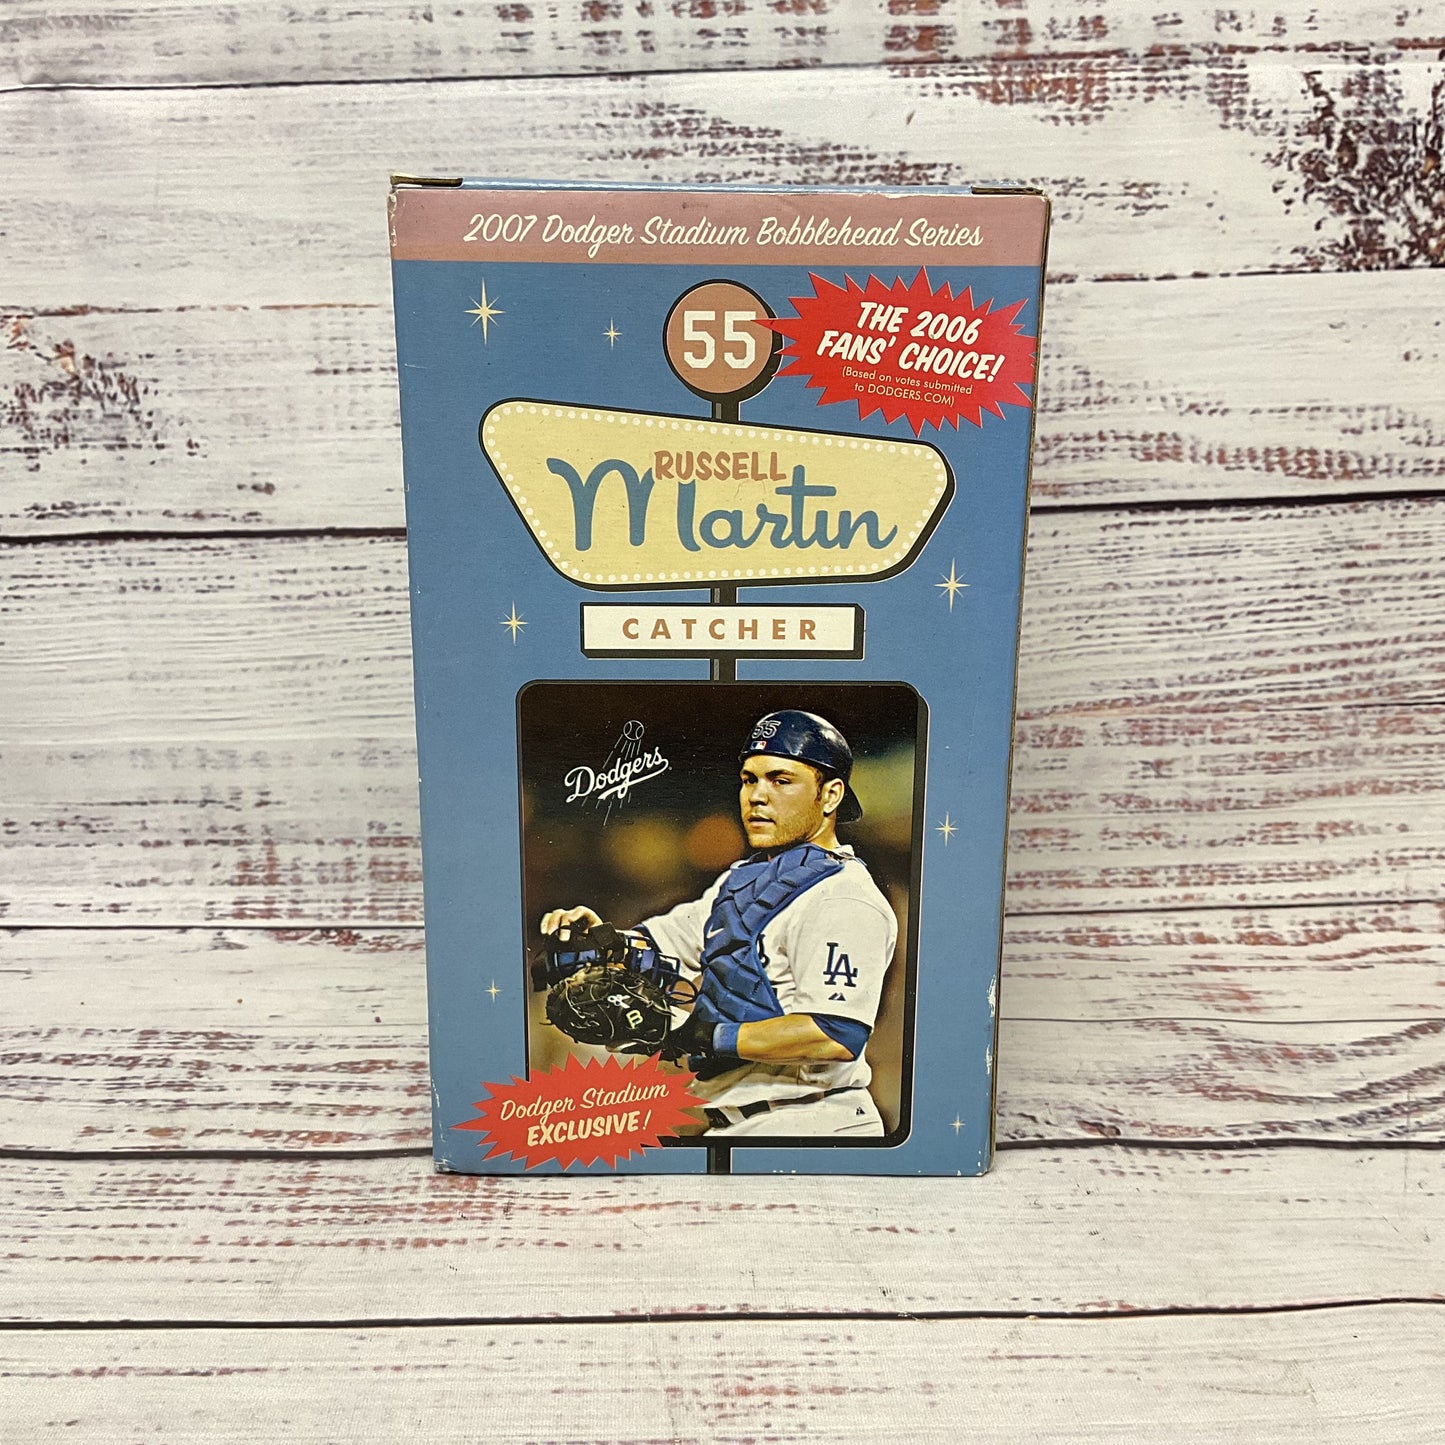 2007 Dodger Stadium Bobblehead Series
55
THE 2006
FANS' CHOICE!
(Based on votes submitted
to DODGERS.COM)
RUSSELL
Martin
CATCHER
Dodgers
55
LA
Dodger Stadium
EXCLUSIVE!